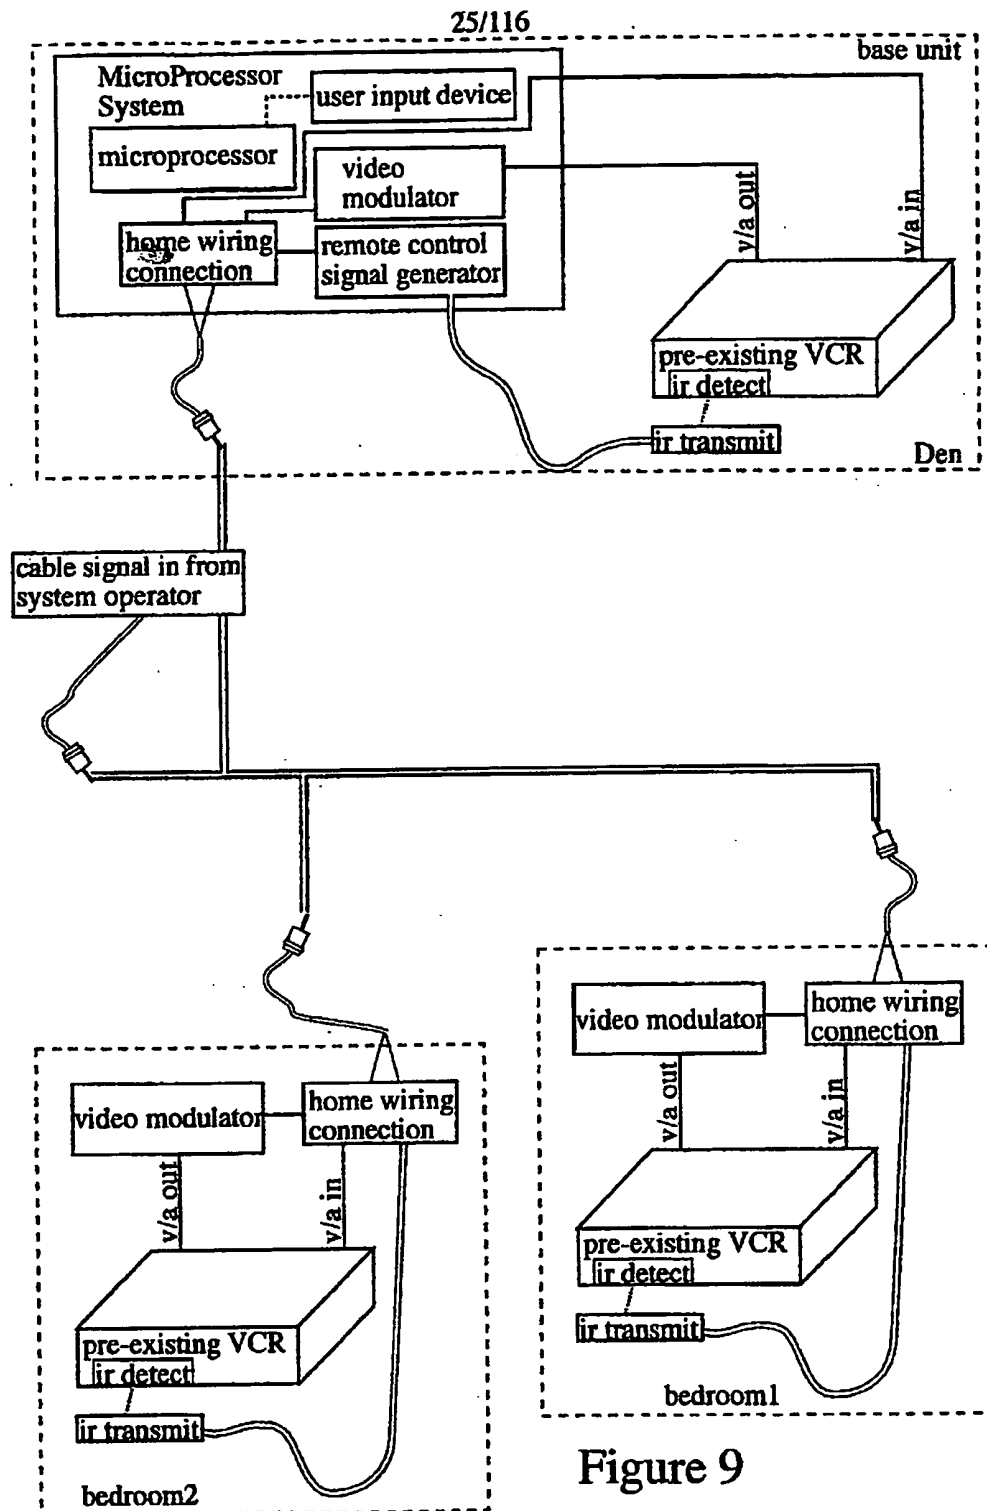 25/116
base unit
MicroProcessor
System
user input device
microprocessor
video
modulator
home wiring
connection
remote control
signal generator
v/a out
v/a in
pre-existing VCR
ir detect
ir transmit
Den
cable signal in from
system operator
video modulator
home wiring
connection
v/a out
v/a in
pre-existing VCR
ir detect
ir transmit
bedroom1
video modulator
home wiring
connection
v/a out
v/a in
pre-existing VCR
ir detect
ir transmit
bedroom2
Figure 9